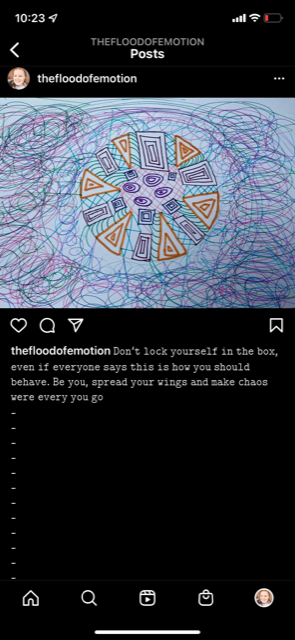 10:23
THEFLOODOFEMOTION
Posts
thefloodofemotion
thefloodofemotion Don't lock yourself in the box,
even if everyone says this is how you should
behave. Be you, spread your wings and make chaos
were every you go
-
-
-
-
-
-
-
-
-
-
-
-